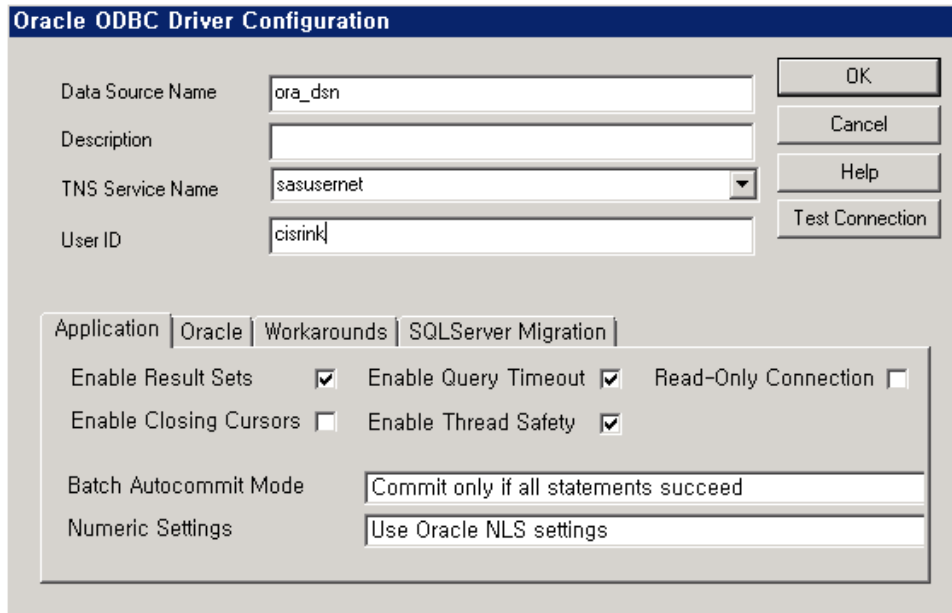 Oracle ODBC Driver Configuration
Data Source Name ora_dsn OK
Description Cancel
TNS Service Name sasusernet Help
User ID cisrink Test Connection
Application Oracle Workarounds SQLServer Migration
Enable Result Sets Enable Query Timeout Read-Only Connection
Enable Closing Cursors Enable Thread Safety
Batch Autocommit Mode Commit only if all statements succeed
Numeric Settings Use Oracle NLS settings